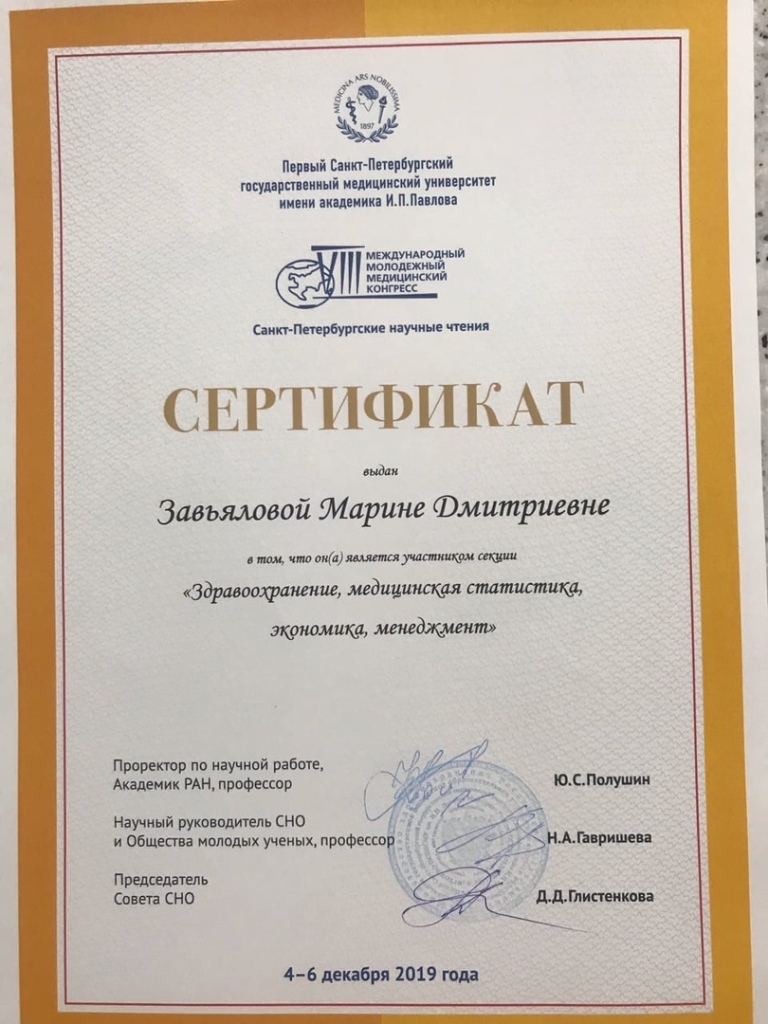 MEDICINA ARS NOBILISSIMA
1897
Первый Санкт-Петербургский
государственный медицинский университет
имени академика И.П.Павлова
VIII
МЕЖДУНАРОДНЫЙ
МОЛОДЕЖНЫЙ
МЕДИЦИНСКИЙ
КОНГРЕСС
Санкт-Петербургские научные чтения
СЕРТИФИКАТ
выдан
Завьяловой Марине Дмитриевне
в том, что он(а) является участником секции
«Здравоохранение, медицинская статистика,
экономика, менеджмент»
Проректор по научной работе,
Академик РАН, профессор
Ю.С.Полушин
Научный руководитель СНО
и Общества молодых ученых, профессор
Н.А.Гавришева
Председатель
Совета СНО
Д.Д.Глистенкова
4–6 декабря 2019 года